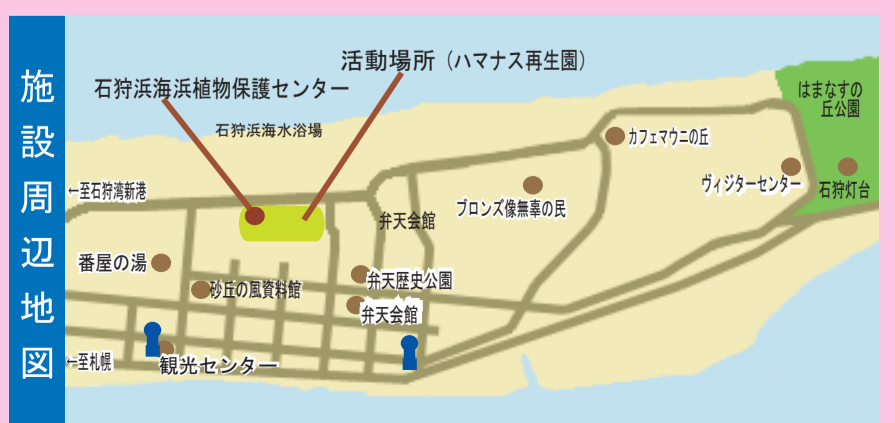 施設周辺地図
活動場所（ハマナス再生園）
石狩浜海浜植物保護センター
石狩浜海水浴場
はまなすの
丘公園
カフェマウニの丘
←至石狩湾新港
ヴィジターセンター
石狩灯台
ブロンズ像無辜の民
弁天会館
番屋の湯
弁天歴史公園
砂丘の風資料館
弁天会館
←至札幌
観光センター